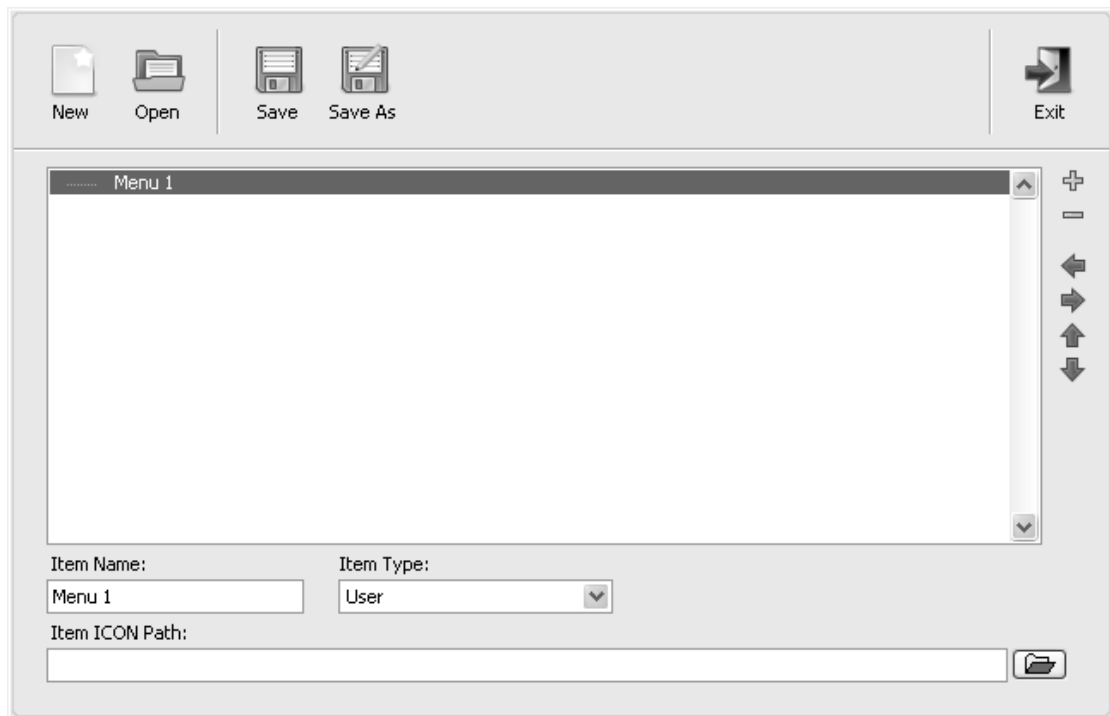 New Open Save Save As Exit
Menu 1
Item Name: Item Type:
Menu 1 User
Item ICON Path: